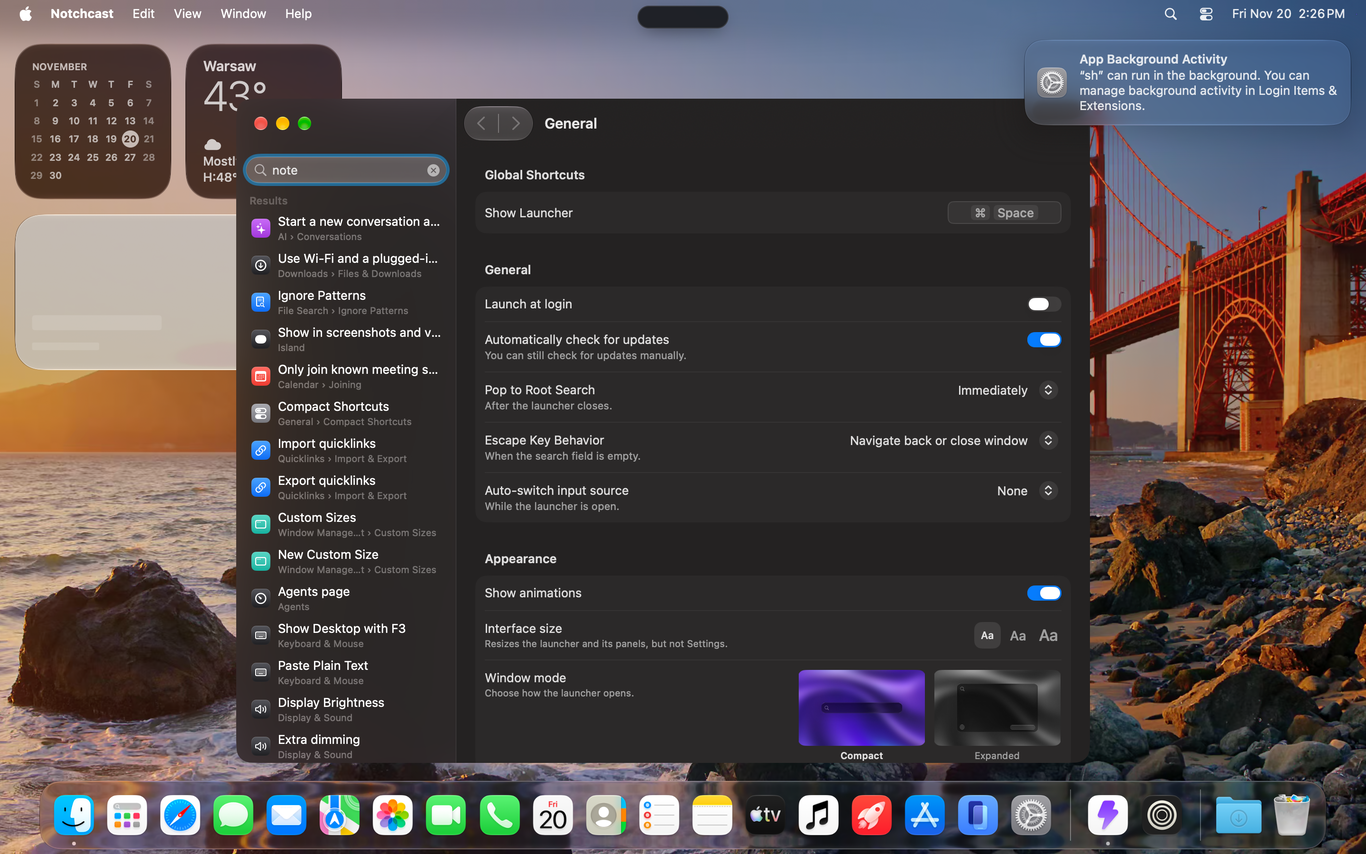 Notchcast Edit View Window Help
Fri Nov 20 2:26 PM
NOVEMBER
S M T W T F S
1 2 3 4 5 6 7
8 9 10 11 12 13 14
15 16 17 18 19 20 21
22 23 24 25 26 27 28
29 30
Warsaw
43°
App Background Activity
“sh” can run in the background. You can
manage background activity in Login Items &
Extensions.
note
Results
Start a new conversation a...
AI › Conversations
Use Wi-Fi and a plugged-i...
Downloads › Files & Downloads
Ignore Patterns
File Search › Ignore Patterns
Show in screenshots and v...
Island
Only join known meeting s...
Calendar › Joining
Compact Shortcuts
General › Compact Shortcuts
Import quicklinks
Quicklinks › Import & Export
Export quicklinks
Quicklinks › Import & Export
Custom Sizes
Window Manage...t › Custom Sizes
New Custom Size
Window Manage...t › Custom Sizes
Agents page
Agents
Show Desktop with F3
Keyboard & Mouse
Paste Plain Text
Keyboard & Mouse
Display Brightness
Display & Sound
Extra dimming
Display & Sound
General
Global Shortcuts
Show Launcher
⌘ Space
General
Launch at login
Automatically check for updates
You can still check for updates manually.
Pop to Root Search
After the launcher closes.
Immediately
Escape Key Behavior
When the search field is empty.
Navigate back or close window
Auto-switch input source
While the launcher is open.
None
Appearance
Show animations
Interface size
Resizes the launcher and its panels, but not Settings.
Aa Aa Aa
Window mode
Choose how the launcher opens.
Compact
Expanded
Fri
20
tv